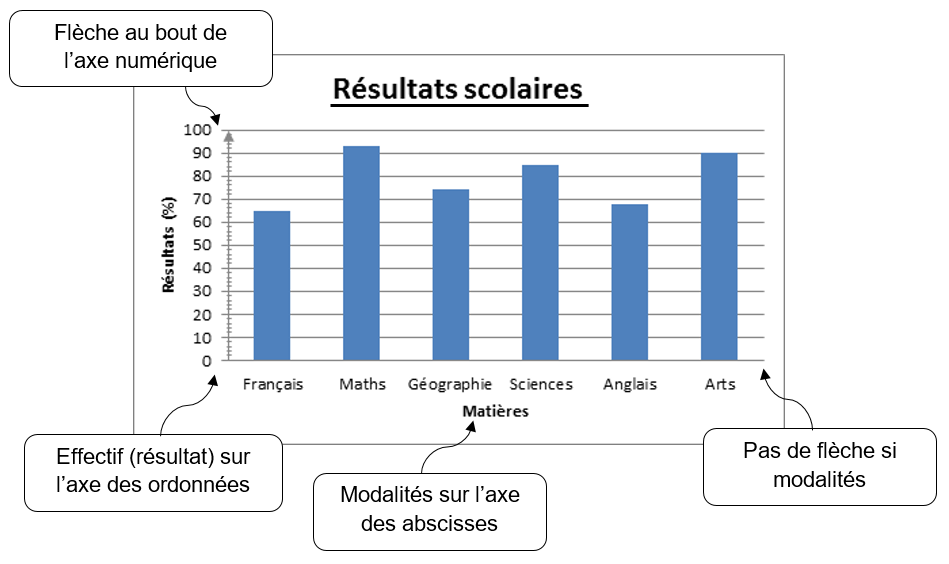 Flèche au bout de
l'axe numérique
Résultats scolaires
100
90
80
70
60
50
40
30
20
10
0
Résultats (%)
Français Maths Géographie Sciences Anglais Arts
Matières
Effectif (résultat) sur
l'axe des ordonnées
Modalités sur l'axe
des abscisses
Pas de flèche si
modalités